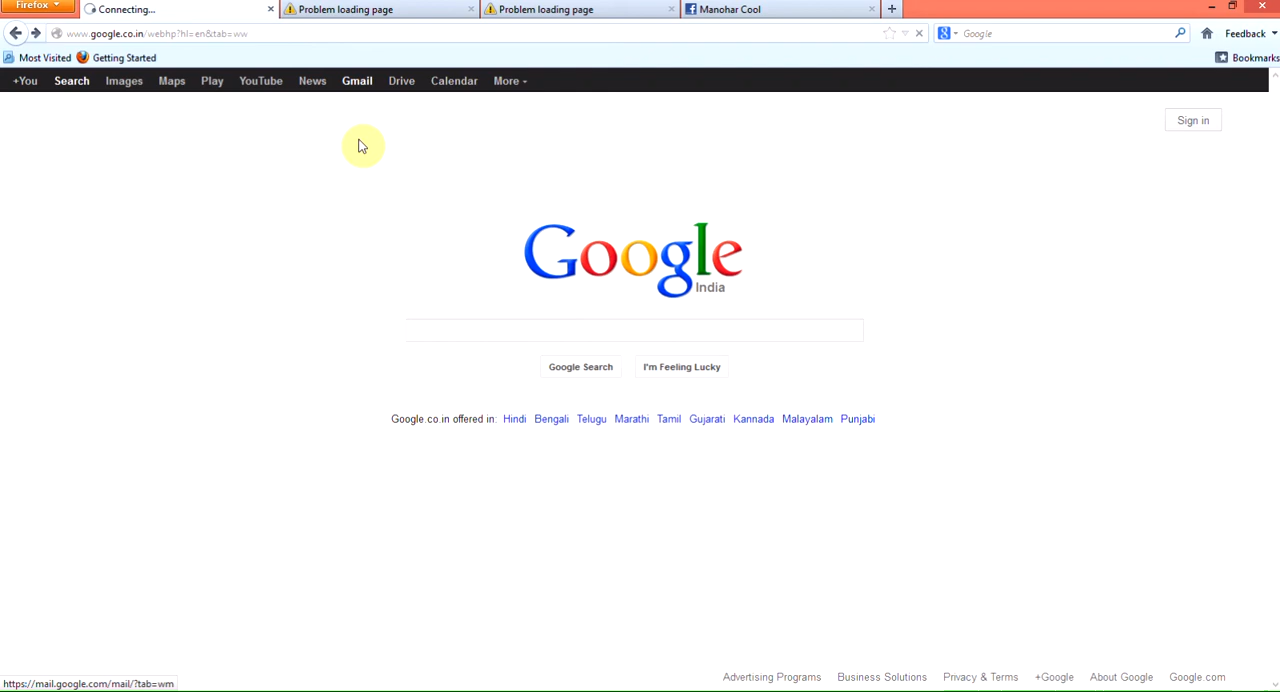 Firefox
Connecting...
Problem loading page
Problem loading page
Manohar Cool
www.google.co.in/webhp?hl=en&tab=ww
Google
Feedback
Most Visited
Getting Started
Bookmarks
+You Search Images Maps Play YouTube News Gmail Drive Calendar More
Sign in
Google
India
Google Search
I'm Feeling Lucky
Google.co.in offered in: Hindi Bengali Telugu Marathi Tamil Gujarati Kannada Malayalam Punjabi
Advertising Programs Business Solutions Privacy & Terms +Google About Google Google.com
https://mail.google.com/mail/?tab=wm